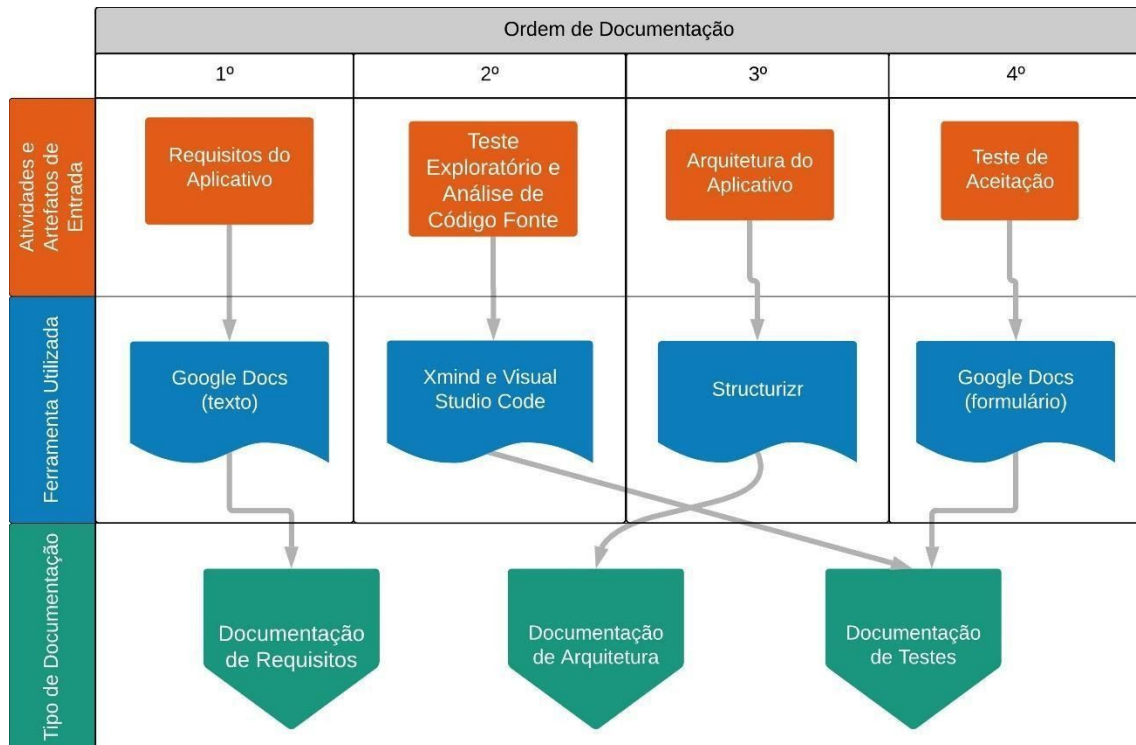 Ordem de Documentação
1º
2º
3º
4º
Atividades e
Artefatos de
Entrada
Requisitos do
Aplicativo
Teste
Exploratório e
Análise de
Código Fonte
Arquitetura do
Aplicativo
Teste de
Aceitação
Ferramenta Utilizada
Google Docs
(texto)
Xmind e Visual
Studio Code
Structurizr
Google Docs
(formulário)
Tipo de Documentação
Documentação
de Requisitos
Documentação
de Arquitetura
Documentação
de Testes